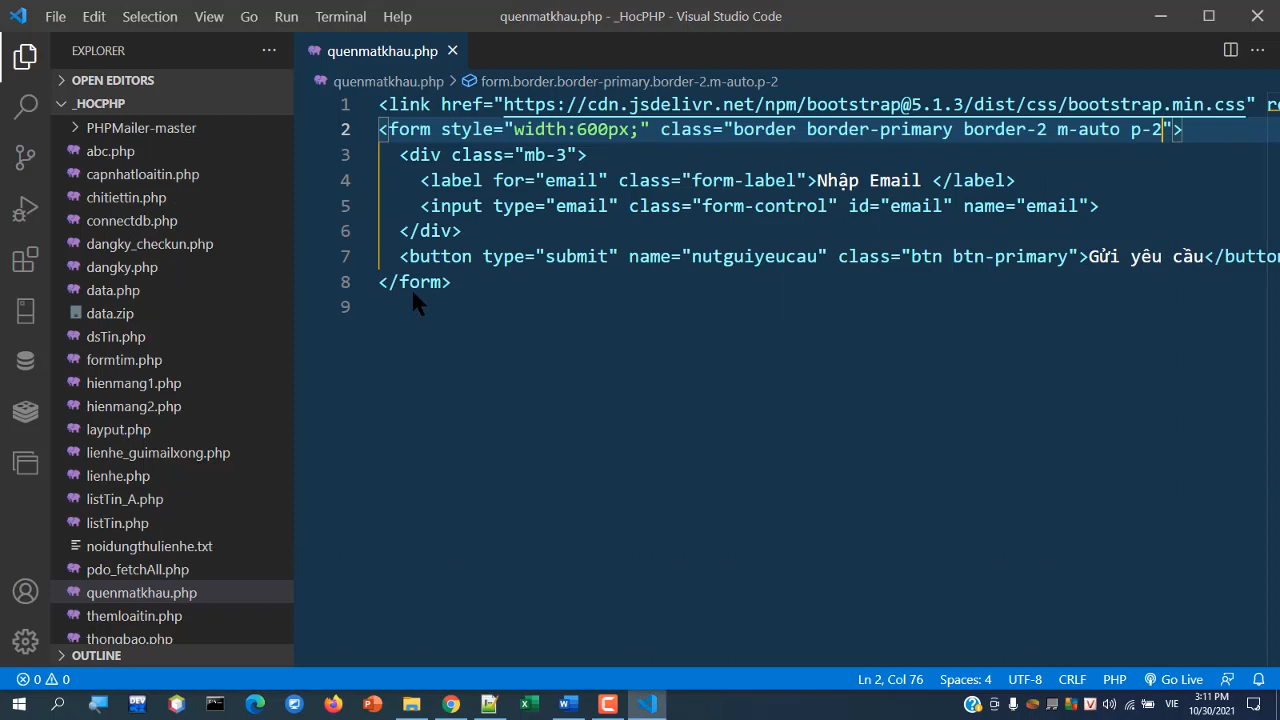 File Edit Selection View Go Run Terminal Help quenmatkhau.php - _HocPHP - Visual Studio Code
EXPLORER ···
quenmatkhau.php
OPEN EDITORS
quenmatkhau.php > form.border.border-primary.border-2.m-auto.p-2
_HOCPHP
PHPMailer-master
abc.php
capnhatloaitin.php
chitiettin.php
connectdb.php
dangky_checkun.php
dangky.php
data.php
data.zip
dsTin.php
formtim.php
hienmang1.php
hienmang2.php
layput.php
lienhe_guimailxong.php
lienhe.php
listTin_A.php
listTin.php
noidungthulienhe.txt
pdo_fetchAll.php
quenmatkhau.php
themloaitin.php
thongbao.php
OUTLINE
1 <link href="https://cdn.jsdelivr.net/npm/bootstrap@5.1.3/dist/css/bootstrap.min.css" re
2 <form style="width:600px;" class="border border-primary border-2 m-auto p-2">
3 <div class="mb-3">
4 <label for="email" class="form-label">Nhập Email </label>
5 <input type="email" class="form-control" id="email" name="email">
6 </div>
7 <button type="submit" name="nutguiyeucau" class="btn btn-primary">Gửi yêu cầu</button
8 </form>
9
0 0 Ln 2, Col 76 Spaces: 4 UTF-8 CRLF PHP Go Live
VIE 3:11 PM
10/30/2021